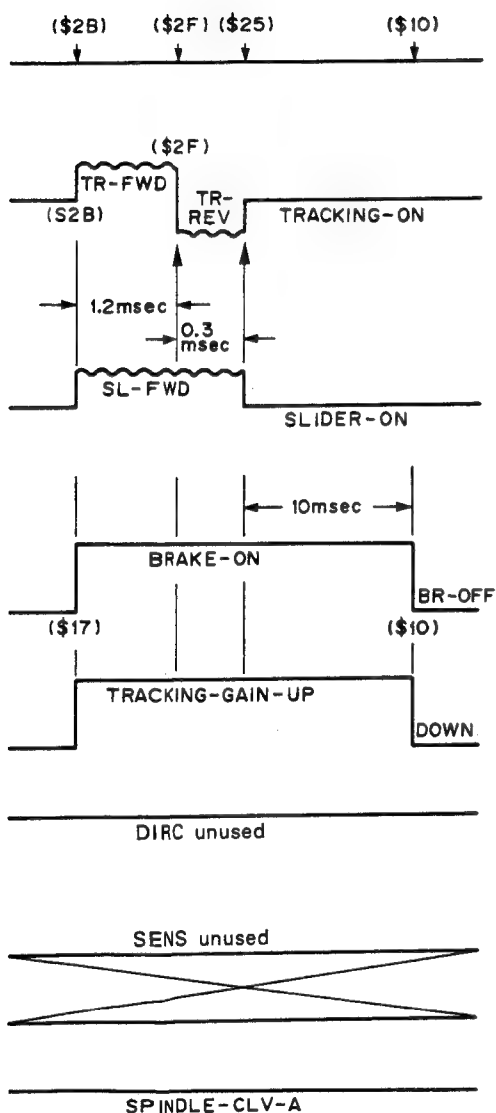 ($2B) ($2F) ($25) ($10)
($2F)
TR-FWD
TR-
REV
(S2B)
TRACKING-ON
1.2msec
0.3
msec
SL-FWD
SLIDER-ON
10msec
BRAKE-ON
BR-OFF
($17) ($10)
TRACKING-GAIN-UP
DOWN
DIRC unused
SENS unused
SPINDLE-CLV-A